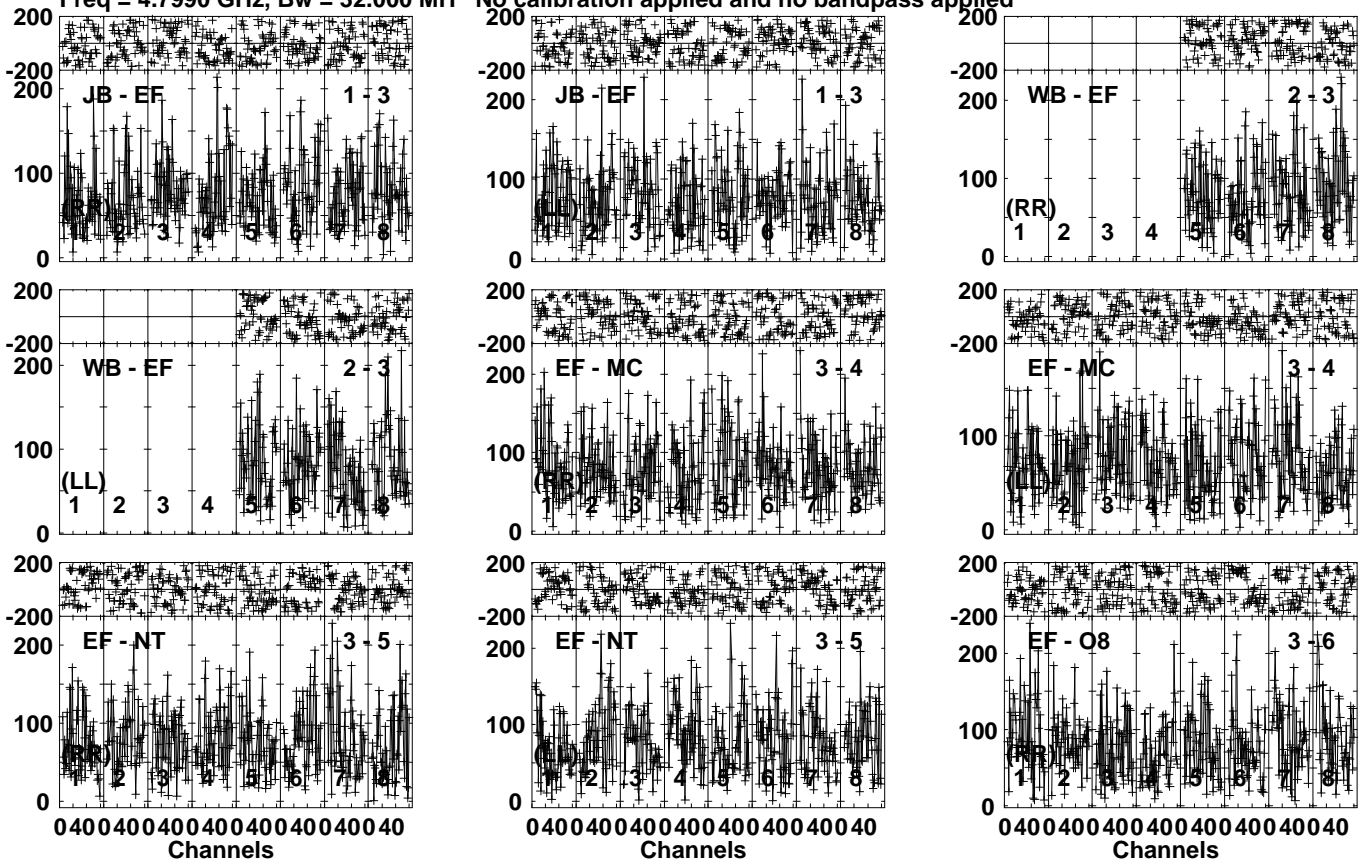 Freq = 4.7990 GHz, Bw = 32.000 MH No calibration applied and no bandpass applied
-200 -200 -200
200 JB - EF 1 - 3 200 JB - EF 1 - 3 200 WB - EF 2 - 3
100 100 100
(RR) (LL) (RR)
1 2 3 4 5 6 7 8 1 2 3 4 5 6 7 8 1 2 3 4 5 6 7 8
0 0 0
200 200 200
-200 -200 -200
200 WB - EF 2 - 3 200 EF - MC 3 - 4 200 EF - MC 3 - 4
100 100 100
(LL) (RR) (LL)
1 2 3 4 5 6 7 8 1 2 3 4 5 6 7 8 1 2 3 4 5 6 7 8
0 0 0
200 200 200
-200 -200 -200
200 EF - NT 3 - 5 200 EF - NT 3 - 5 200 EF - O8 3 - 6
100 100 100
(RR) (LL) (RR)
1 2 3 4 5 6 7 8 1 2 3 4 5 6 7 8 1 2 3 4 5 6 7 8
0 0 0
0 40 0 40 0 40 0 40 0 40 0 40 0 40 0 40 0 40 0 40 0 40 0 40 0 40 0 40 0 40 0 40 0 40 0 40 0 40 0 40 0 40 0 40 0 40 0 40
Channels Channels Channels